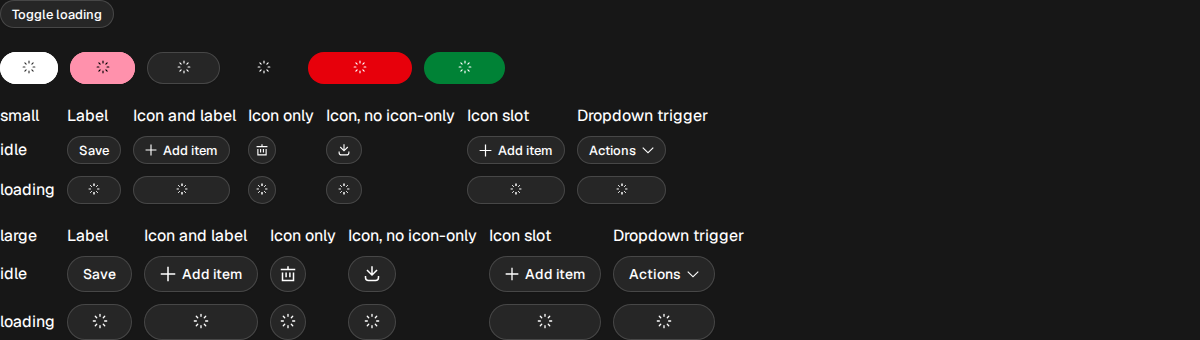 Toggle loading
small Label Icon and label Icon only Icon, no icon-only Icon slot Dropdown trigger
idle Save Add item Add item Actions
loading
large Label Icon and label Icon only Icon, no icon-only Icon slot Dropdown trigger
idle Save Add item Add item Actions
loading